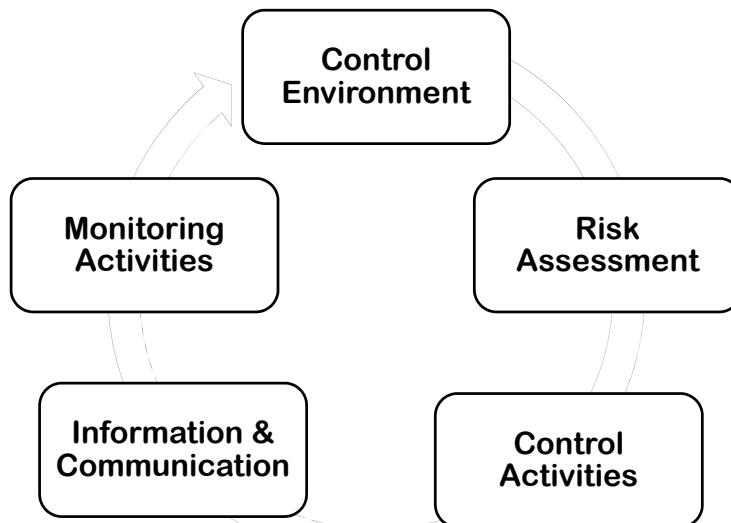 Control
Environment
Risk
Assessment
Control
Activities
Information &
Communication
Monitoring
Activities